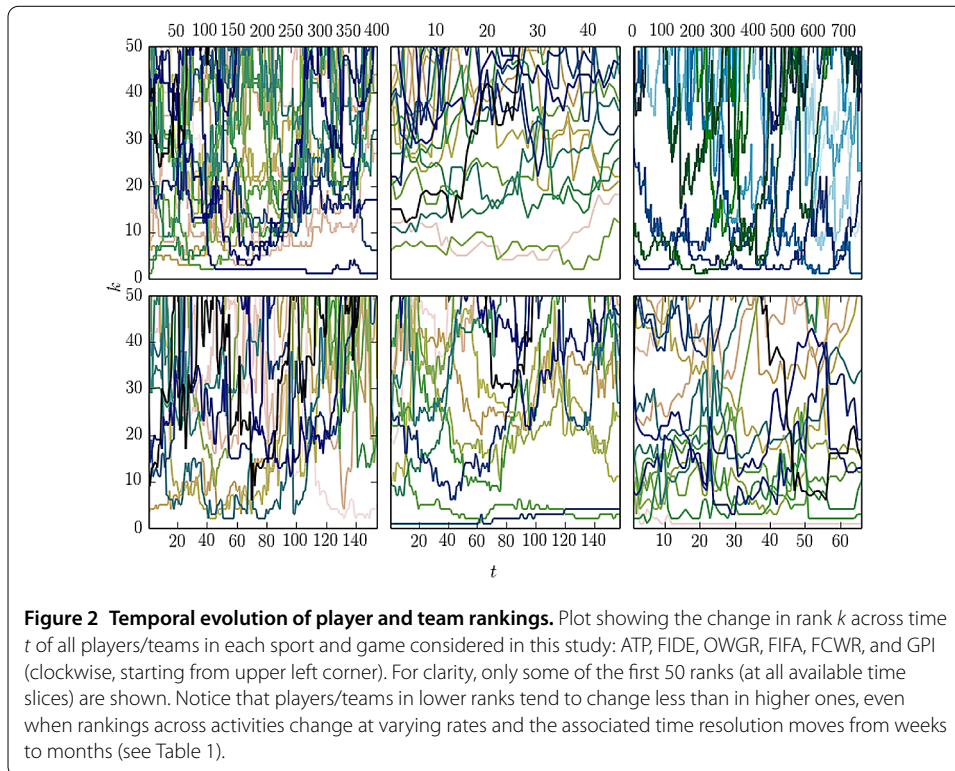 50 100 150 200 250 300 350 400
10 20 30 40
0 100 200 300 400 500 600 700
50
40
30
20
10
0
k
50
40
30
20
10
0
20 40 60 80 100 120 140
20 40 60 80 100 120 140
10 20 30 40 50 60
t
Figure 2 Temporal evolution of player and team rankings. Plot showing the change in rank k across time
t of all players/teams in each sport and game considered in this study: ATP, FIDE, OWGR, FIFA, FCWR, and GPI
(clockwise, starting from upper left corner). For clarity, only some of the first 50 ranks (at all available time
slices) are shown. Notice that players/teams in lower ranks tend to change less than in higher ones, even
when rankings across activities change at varying rates and the associated time resolution moves from weeks
to months (see Table 1).